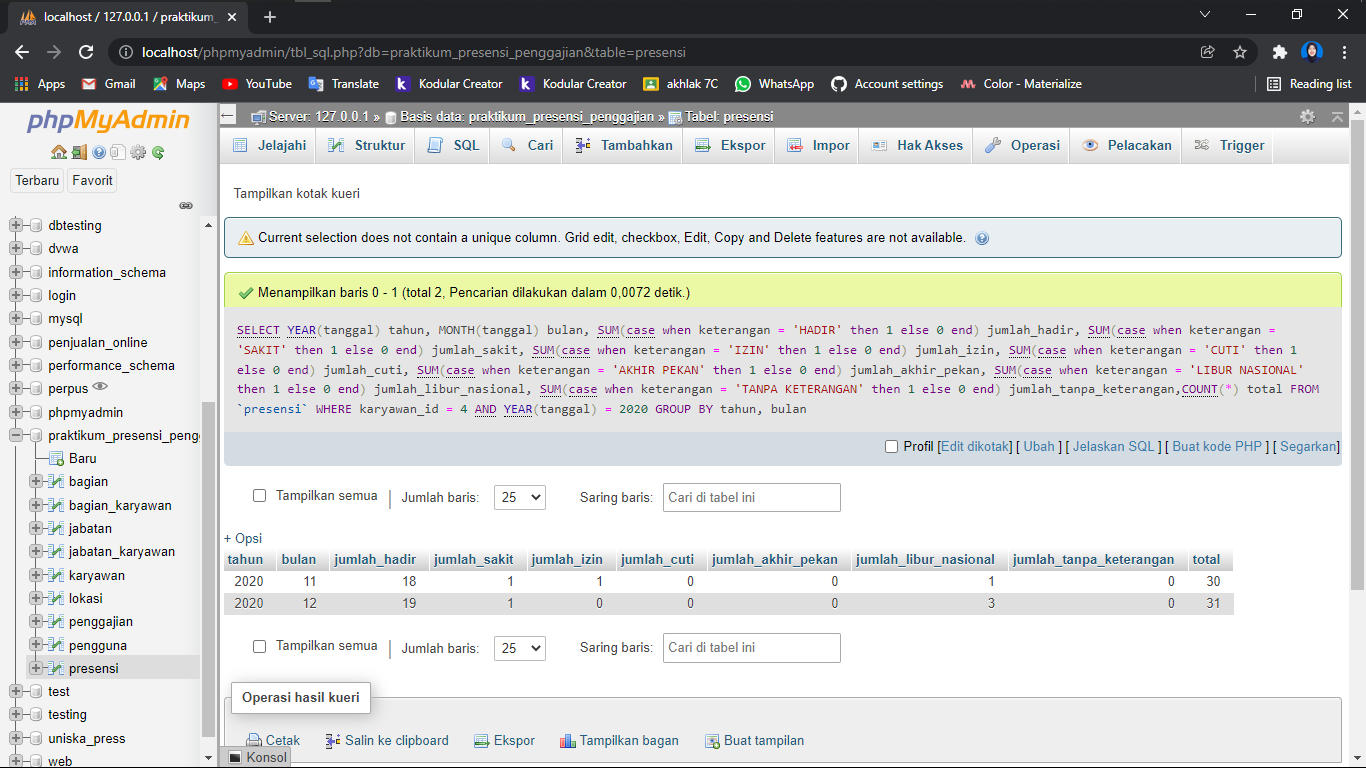 localhost / 127.0.0.1 / praktikum_
localhost/phpmyadmin/tbl_sql.php?db=praktikum_presensi_penggajian&table=presensi
Apps Gmail Maps YouTube Translate Kodular Creator Kodular Creator akhlak 7C WhatsApp Account settings Color - Materialize Reading list
phpMyAdmin
Terbaru Favorit
dbtesting
dvwa
information_schema
login
mysql
penjualan_online
performance_schema
perpus
phpmyadmin
praktikum_presensi_peng
Baru
bagian
bagian_karyawan
jabatan
jabatan_karyawan
karyawan
lokasi
penggajian
pengguna
presensi
test
testing
uniska_press
web
Server: 127.0.0.1 » Basis data: praktikum_presensi_penggajian » Tabel: presensi
Jelajahi Struktur SQL Cari Tambahkan Ekspor Impor Hak Akses Operasi Pelacakan Trigger
Tampilkan kotak kueri
Current selection does not contain a unique column. Grid edit, checkbox, Edit, Copy and Delete features are not available.
Menampilkan baris 0 - 1 (total 2, Pencarian dilakukan dalam 0,0072 detik.)
SELECT YEAR(tanggal) tahun, MONTH(tanggal) bulan, SUM(case when keterangan = 'HADIR' then 1 else 0 end) jumlah_hadir, SUM(case when keterangan =
'SAKIT' then 1 else 0 end) jumlah_sakit, SUM(case when keterangan = 'IZIN' then 1 else 0 end) jumlah_izin, SUM(case when keterangan = 'CUTI' then 1
else 0 end) jumlah_cuti, SUM(case when keterangan = 'AKHIR PEKAN' then 1 else 0 end) jumlah_akhir_pekan, SUM(case when keterangan = 'LIBUR NASIONAL'
then 1 else 0 end) jumlah_libur_nasional, SUM(case when keterangan = 'TANPA KETERANGAN' then 1 else 0 end) jumlah_tanpa_keterangan,COUNT(*) total FROM
`presensi` WHERE karyawan_id = 4 AND YEAR(tanggal) = 2020 GROUP BY tahun, bulan
Profil [Edit dikotak] [ Ubah ] [ Jelaskan SQL ] [ Buat kode PHP ] [ Segarkan]
Tampilkan semua | Jumlah baris: 25 Saring baris: Cari di tabel ini
+ Opsi
tahun bulan jumlah_hadir jumlah_sakit jumlah_izin jumlah_cuti jumlah_akhir_pekan jumlah_libur_nasional jumlah_tanpa_keterangan total
2020 11 18 1 1 0 0 1 0 30
2020 12 19 1 0 0 0 3 0 31
Tampilkan semua | Jumlah baris: 25 Saring baris: Cari di tabel ini
Operasi hasil kueri
Cetak Salin ke clipboard Ekspor Tampilkan bagan Buat tampilan
Konsol